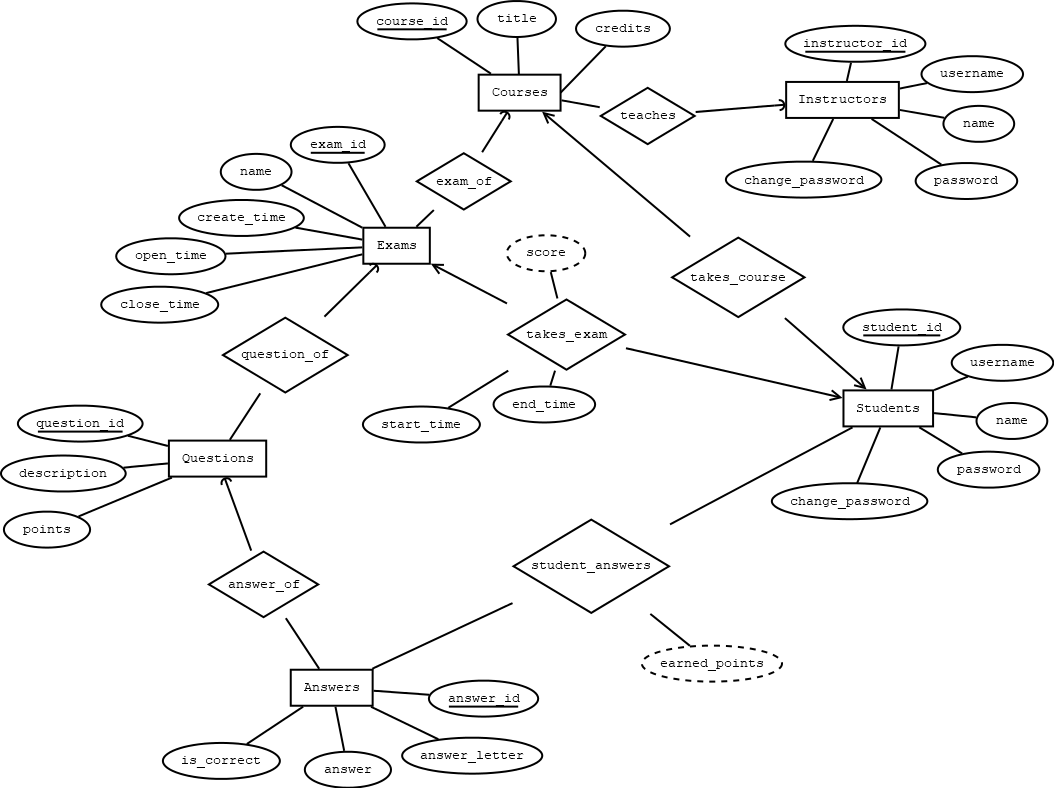 course_id
title
credits
instructor_id
username
Courses
Instructors
teaches
name
exam_id
name
exam_of
change_password
password
create_time
Exams
score
open_time
takes_course
close_time
takes_exam
student_id
question_of
username
end_time
Students
start_time
name
question_id
Questions
description
password
change_password
points
answer_of
student_answers
earned_points
Answers
answer_id
is_correct
answer
answer_letter